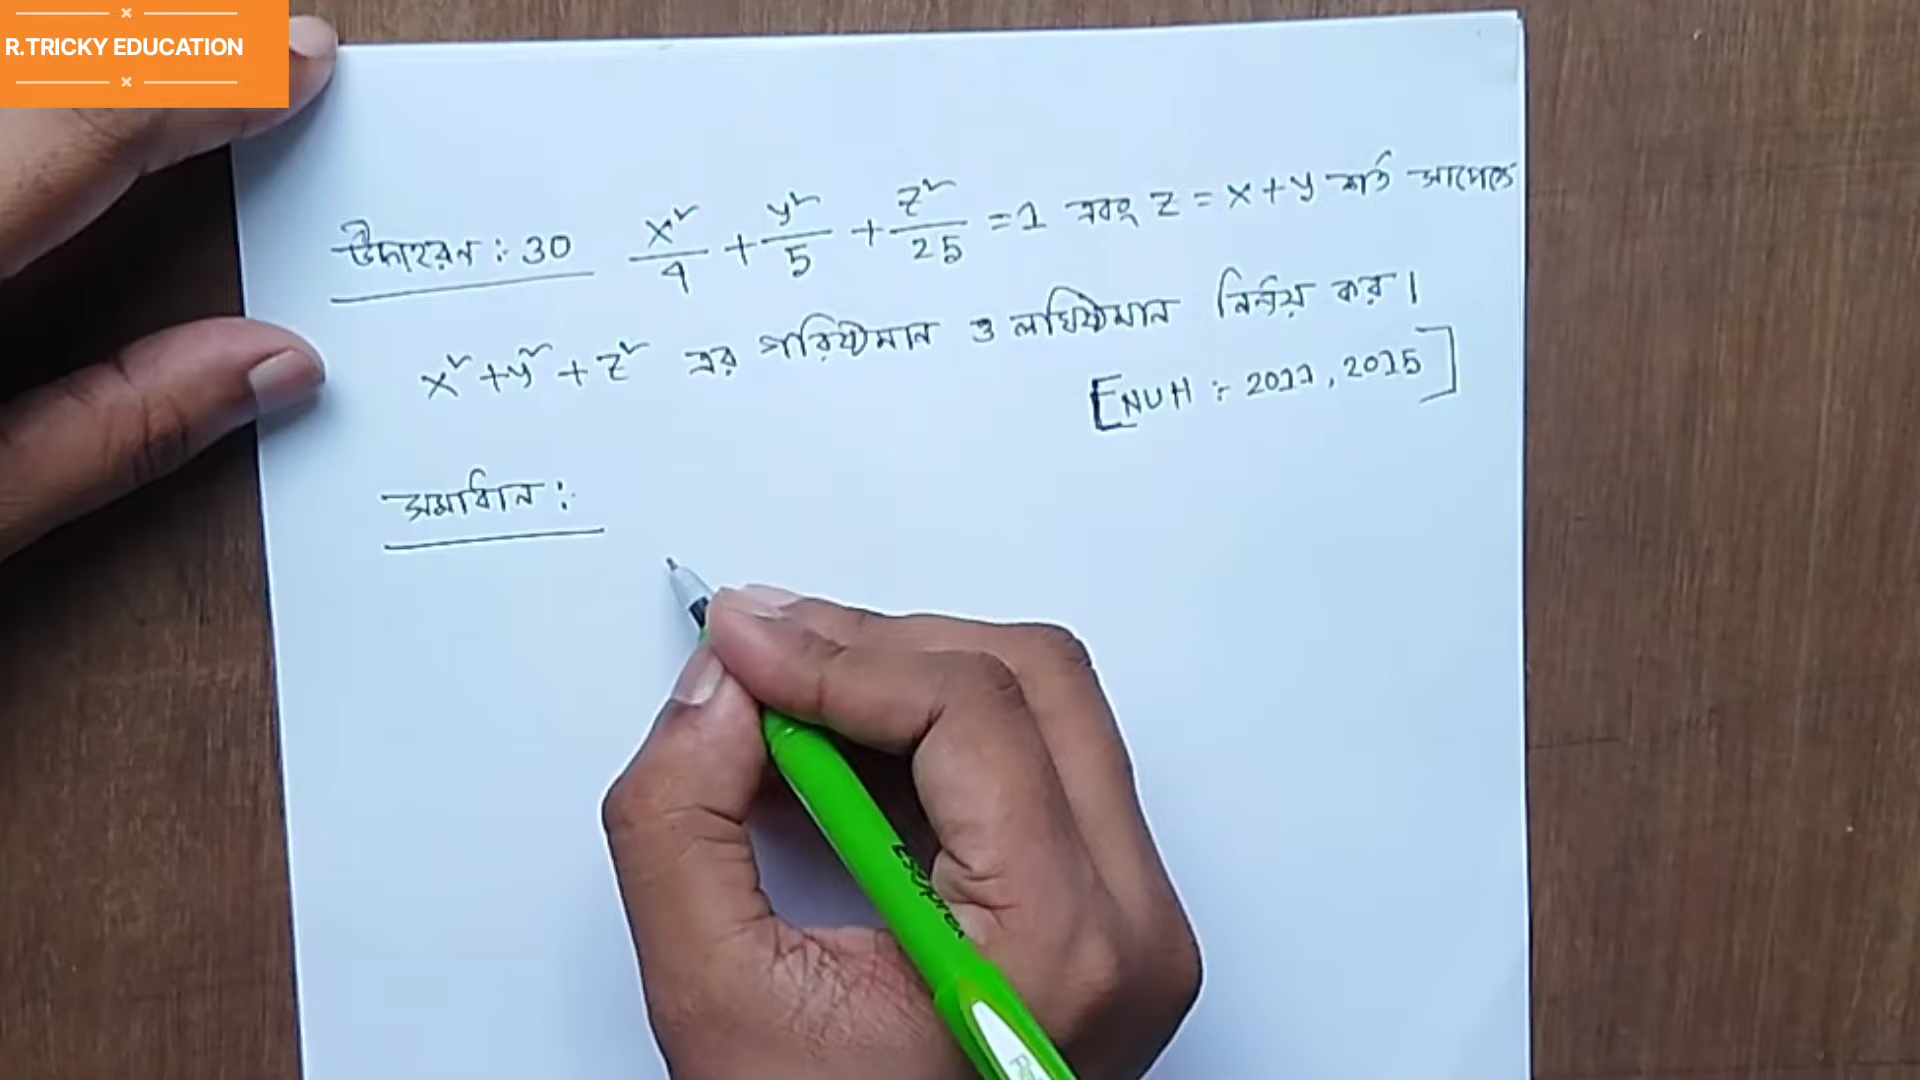 R.TRICKY EDUCATION
উদাহরন : 30 x²/4 + y²/5 + z²/25 = 1 এবং z = x + y শর্ত সাপেক্ষে
x² + y² + z² এর গরিষ্ঠমান ও লঘিষ্ঠমান নির্ণয় কর।
[NUH : 2011, 2015]
সমাধান :